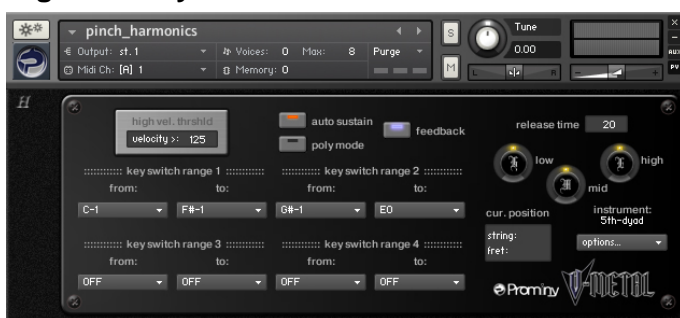 pinch_harmonics
Output: st.1
Voices: 0 Max: 8 Purge
Midi Ch: [A] 1
Memory: 0
S
M
Tune
0.00
L R
- +
×
-
AUX
PV
H
high vel. thrshld
velocity >: 125
auto sustain
polymode
feedback
release time 20
low
mid
high
key switch range 1
from: to:
C-1 F#-1
key switch range 2
from: to:
G#-1 E0
key switch range 3
from: to:
OFF OFF
key switch range 4
from: to:
OFF OFF
cur. position
string:
fret:
instrument:
5th-dyad
options...
Prominy V-METAL